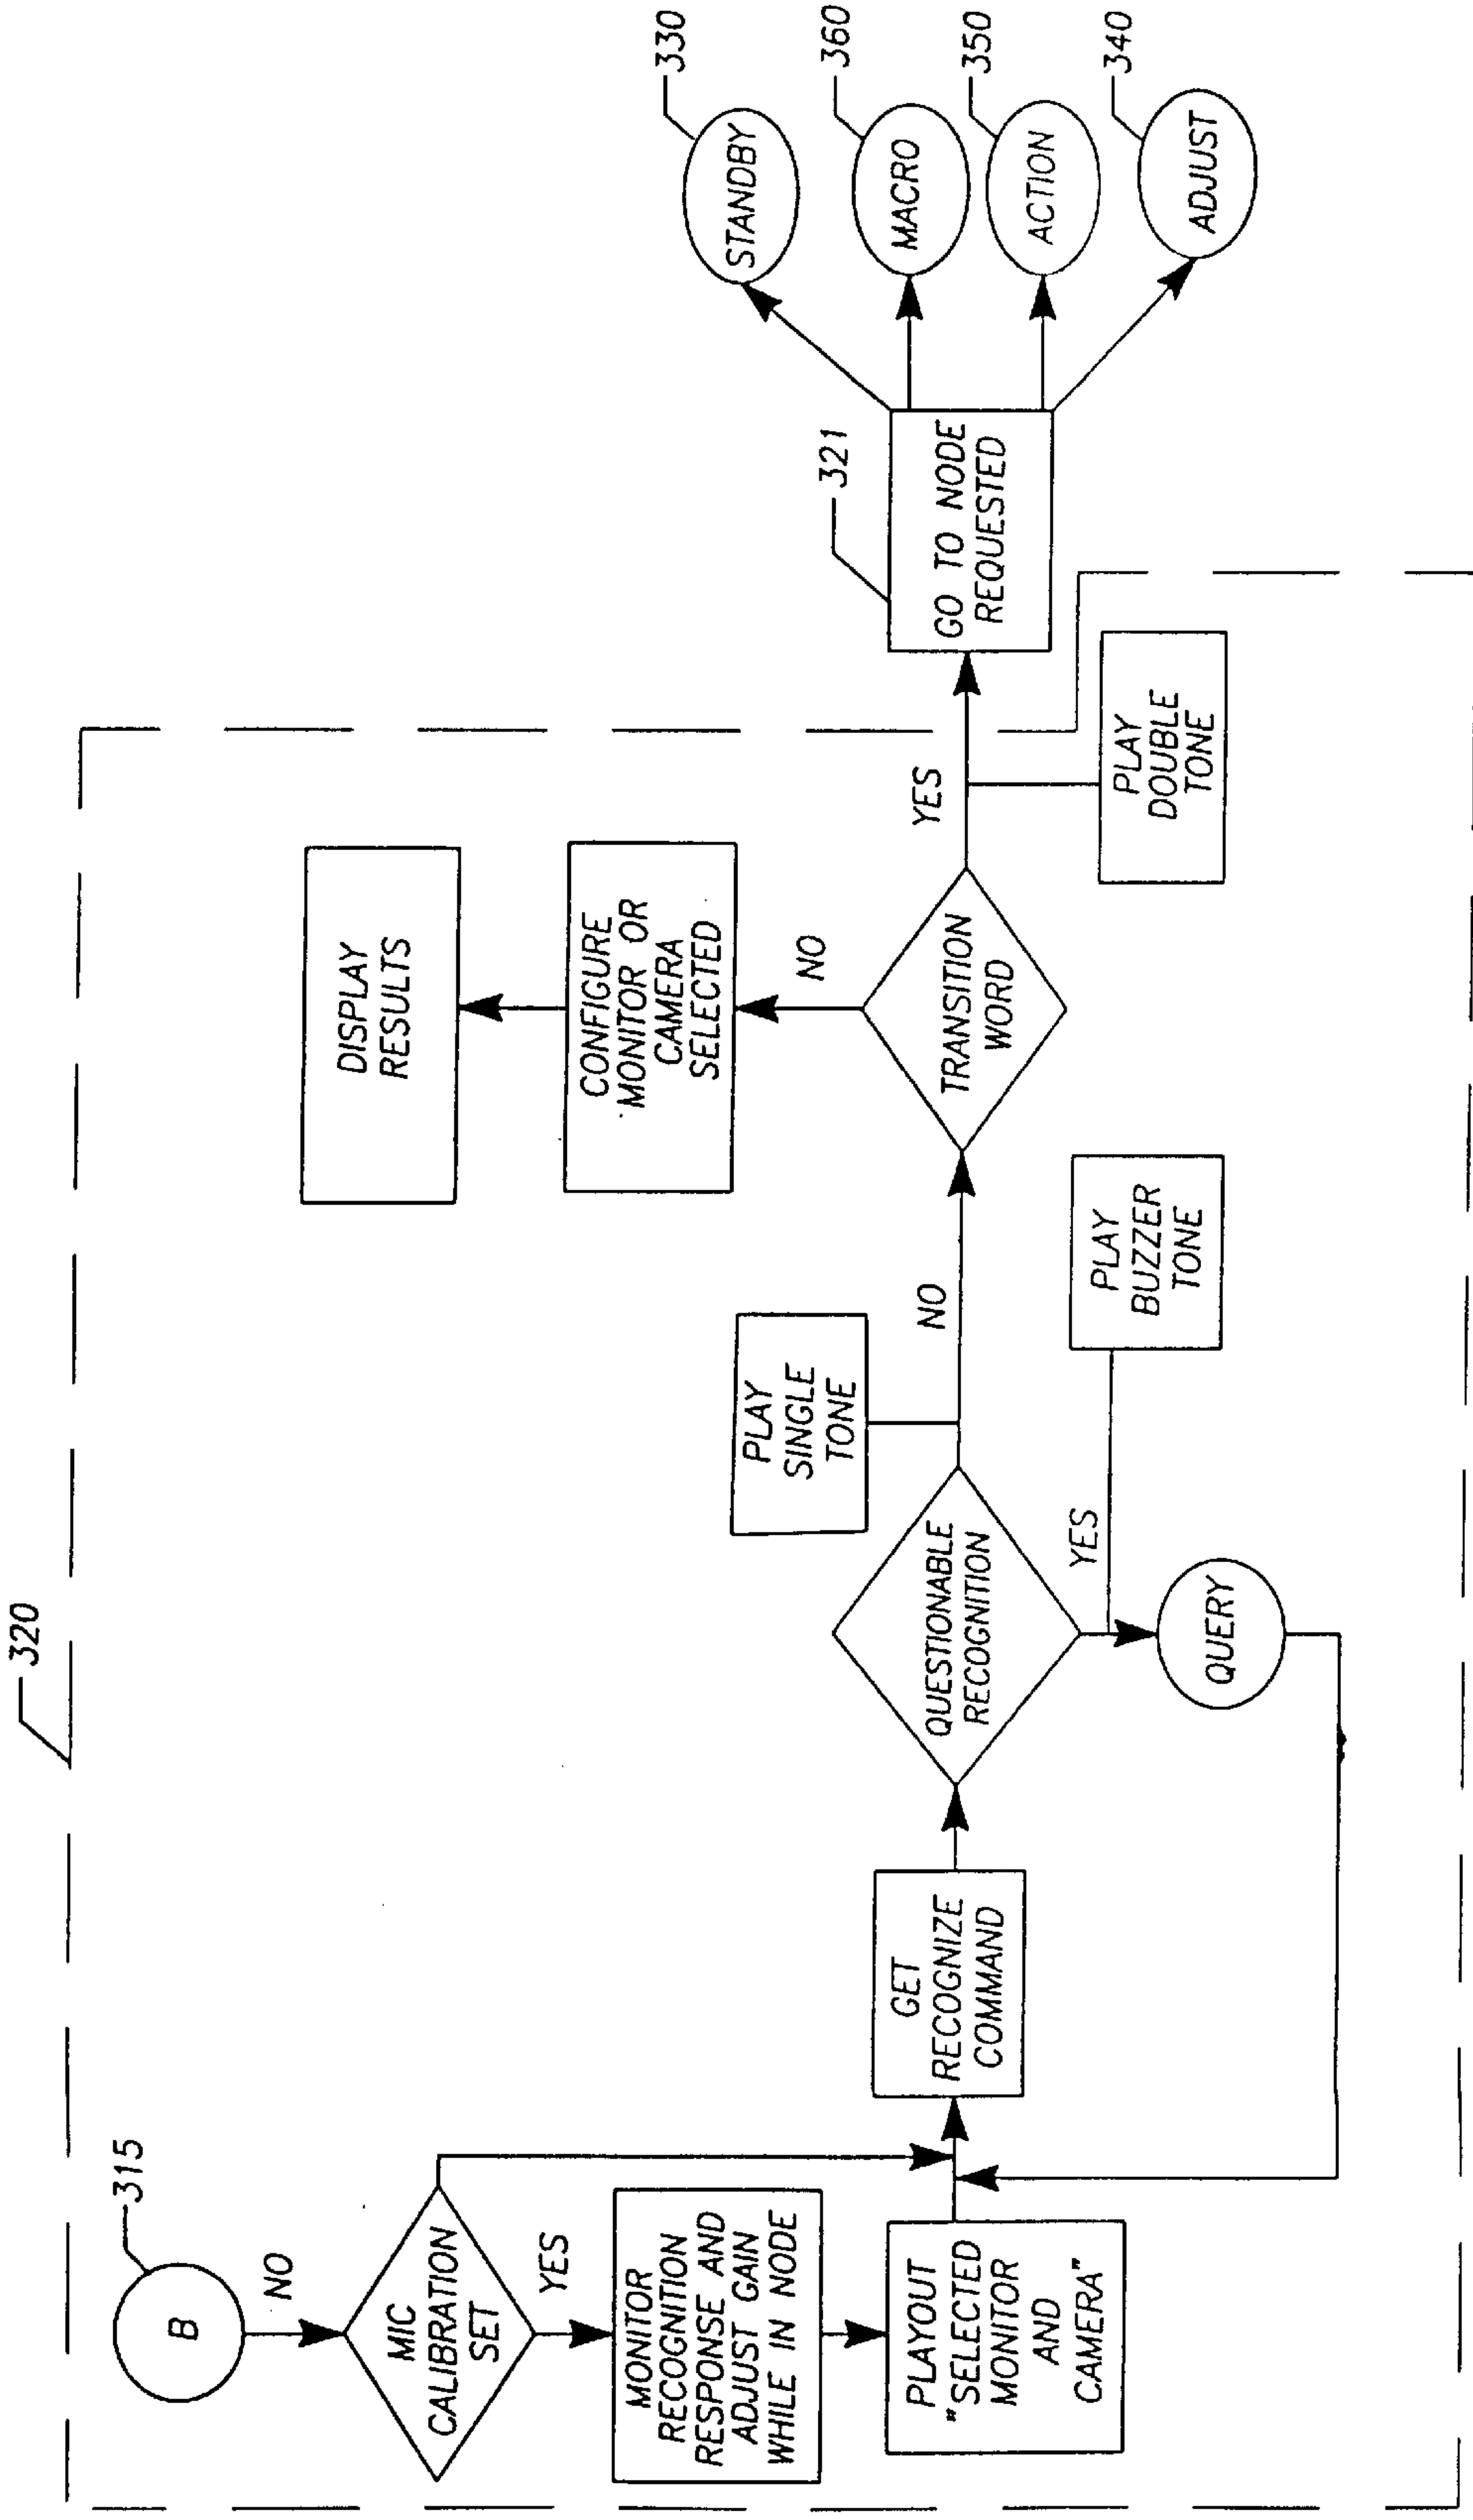 320
315
B
NO
MIC
CALIBRATION
SET
YES
MONITOR
RECOGNITION
RESPONSE AND
ADJUST GAIN
WHILE IN NODE
PLAYOUT
"SELECTED
MONITOR
AND
CAMERA"
GET
RECOGNIZE
COMMAND
QUESTIONABLE
RECOGNITION
YES
QUERY
PLAY
BUZZER
TONE
PLAY
SINGLE
TONE
NO
TRANSITION
WORD
NO
CONFIGURE
MONITOR OR
CAMERA
SELECTED
DISPLAY
RESULTS
YES
PLAY
DOUBLE
TONE
321
GO TO NODE
REQUESTED
STANDBY
330
MACRO
360
ACTION
350
ADJUST
340